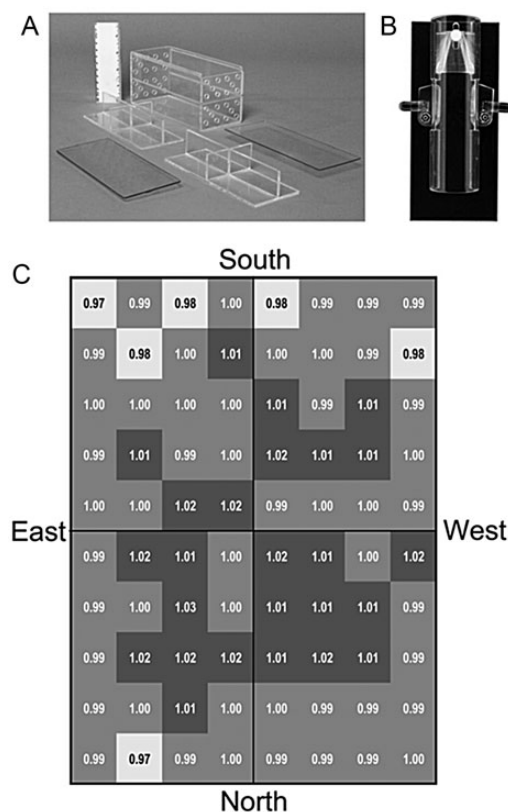 A
B
C
South
0.97 0.99 0.98 1.00 0.98 0.99 0.99 0.99
0.99 0.98 1.00 1.01 1.00 1.00 0.99 0.98
1.00 1.00 1.00 1.00 1.01 0.99 1.01 0.99
0.99 1.01 0.99 1.00 1.02 1.01 1.01 1.00
1.00 1.00 1.02 1.02 0.99 1.00 1.00 0.99
East
West
0.99 1.02 1.01 1.00 1.02 1.01 1.00 1.02
0.99 1.00 1.03 1.00 1.01 1.01 1.01 0.99
0.99 1.02 1.02 1.02 1.01 1.02 1.01 0.99
0.99 1.00 1.01 1.00 1.00 0.99 0.99 0.99
0.99 0.97 0.99 1.00 0.99 0.99 0.99 1.00
North